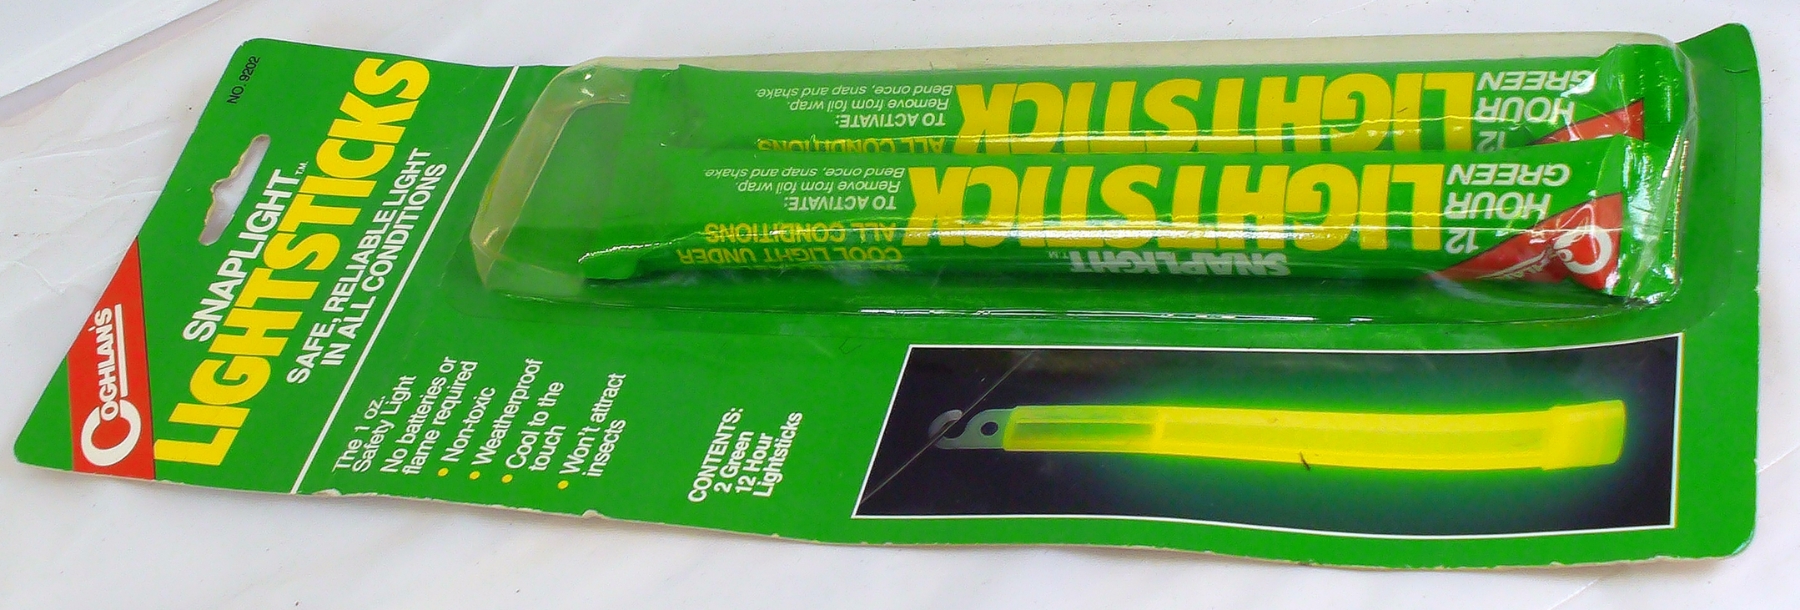 NO. 9202
SNAPLIGHT™
LIGHTSTICKS
SAFE, RELIABLE LIGHT
IN ALL CONDITIONS
COGHLAN'S
The 1 oz.
Safety Light
No batteries or
flame required
• Non-toxic
• Weatherproof
• Cool to the
touch
• Won't attract
insects
CONTENTS:
2 Green
12 Hour
Lightsticks
12
HOUR
GREEN
LIGHTSTICK
ALL CONDITIONS
TO ACTIVATE:
Remove from foil wrap.
Bend once, snap and shake.
SNAPLIGHT™
12
HOUR
GREEN
LIGHTSTICK
COOL LIGHT UNDER
ALL CONDITIONS
TO ACTIVATE:
Remove from foil wrap.
Bend once, snap and shake.